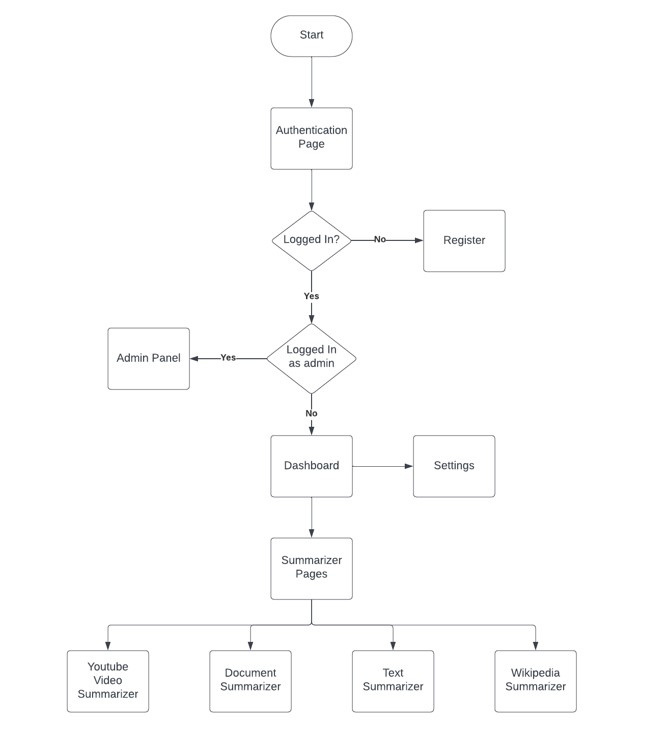 Start
Authentication
Page
Logged In?
No
Register
Yes
Logged In
as admin
Yes
Admin Panel
No
Dashboard
Settings
Summarizer
Pages
Youtube
Video
Summarizer
Document
Summarizer
Text
Summarizer
Wikipedia
Summarizer